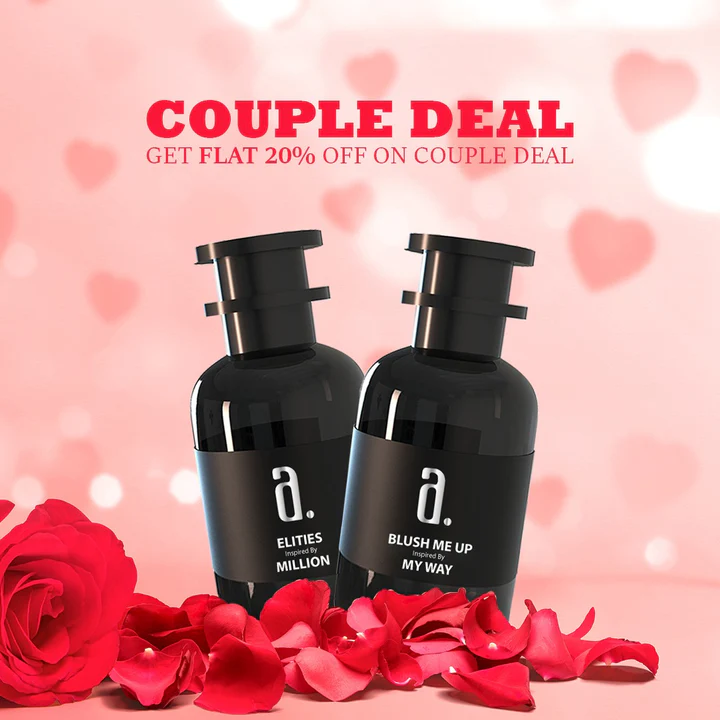 COUPLE DEAL
GET FLAT 20% OFF ON COUPLE DEAL
a.
ELITIES
Inspired By
MILLION
a.
BLUSH ME UP
Inspired By
MY WAY